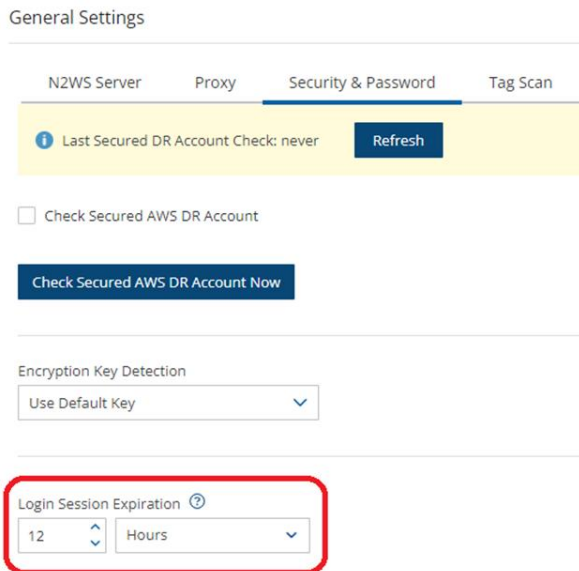 General Settings
N2WS Server Proxy Security & Password Tag Scan
Last Secured DR Account Check: never Refresh
Check Secured AWS DR Account
Check Secured AWS DR Account Now
Encryption Key Detection
Use Default Key
Login Session Expiration
12 Hours